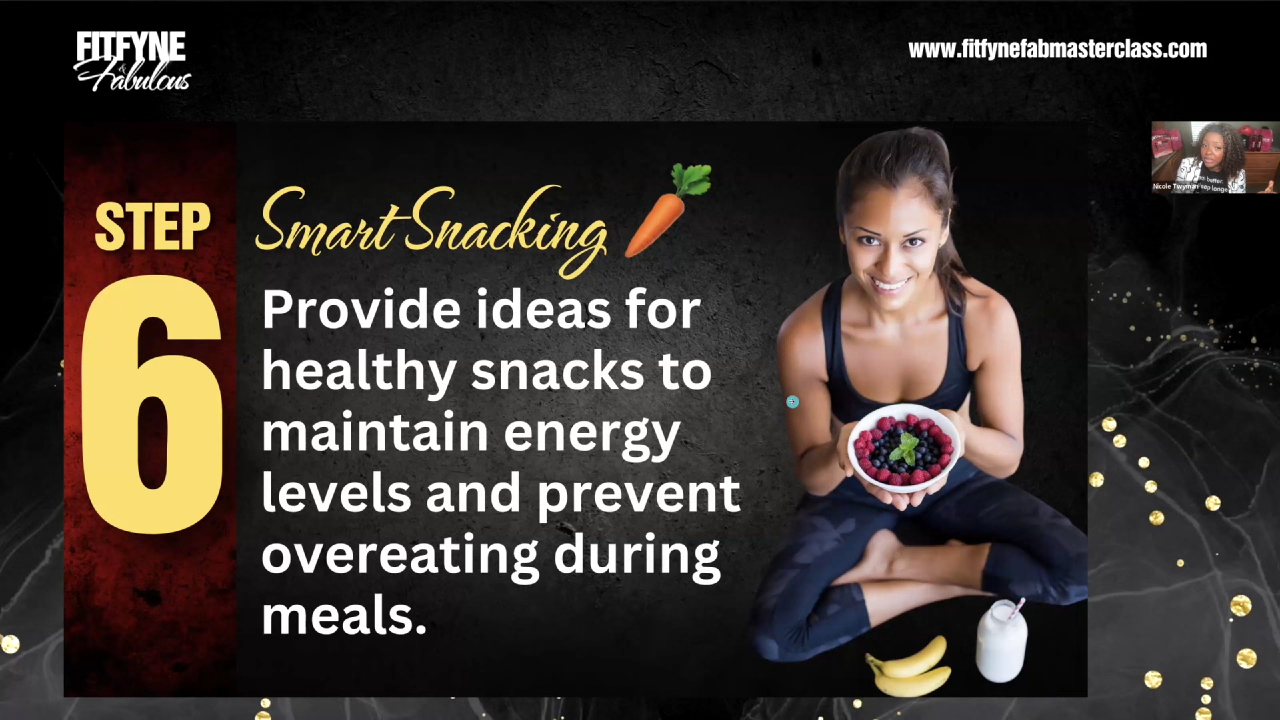 FITFYNE
&
Fabulous
www.fitfynefabmasterclass.com
STEP
6
Smart Snacking
Provide ideas for
healthy snacks to
maintain energy
levels and prevent
overeating during
meals.
better.
Nicole Twyman